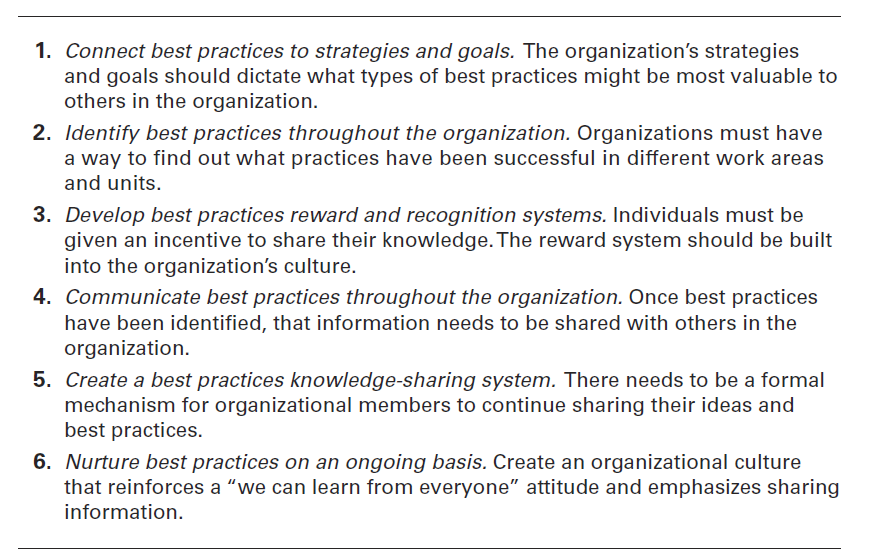 1. Connect best practices to strategies and goals. The organization’s strategies
and goals should dictate what types of best practices might be most valuable to
others in the organization.
2. Identify best practices throughout the organization. Organizations must have
a way to find out what practices have been successful in different work areas
and units.
3. Develop best practices reward and recognition systems. Individuals must be
given an incentive to share their knowledge. The reward system should be built
into the organization’s culture.
4. Communicate best practices throughout the organization. Once best practices
have been identified, that information needs to be shared with others in the
organization.
5. Create a best practices knowledge-sharing system. There needs to be a formal
mechanism for organizational members to continue sharing their ideas and
best practices.
6. Nurture best practices on an ongoing basis. Create an organizational culture
that reinforces a “we can learn from everyone” attitude and emphasizes sharing
information.